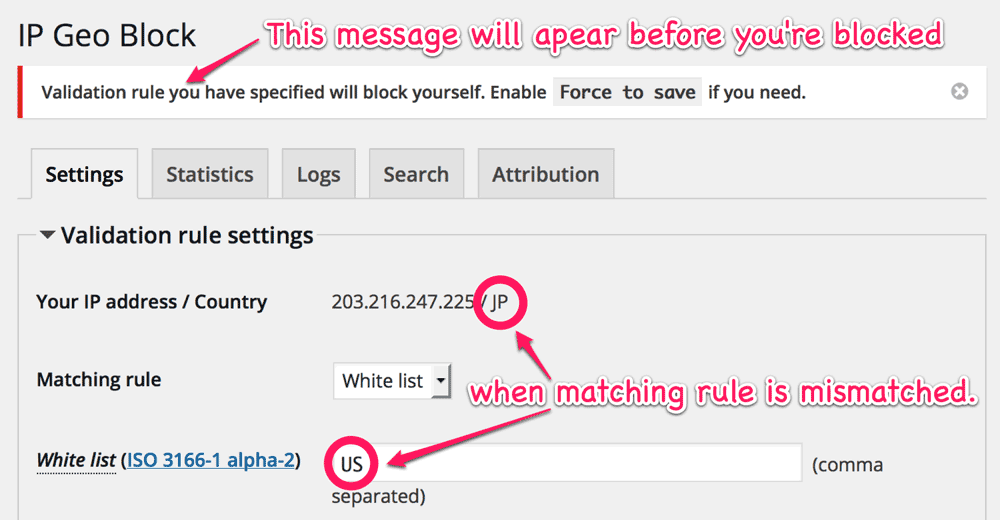 IP Geo Block
This message will apear before you're blocked
Validation rule you have specified will block yourself. Enable Force to save if you need.
Settings
Statistics
Logs
Search
Attribution
Validation rule settings
Your IP address / Country
203.216.247.225 / JP
Matching rule
White list
when matching rule is mismatched.
White list (ISO 3166-1 alpha-2)
US
(comma
separated)